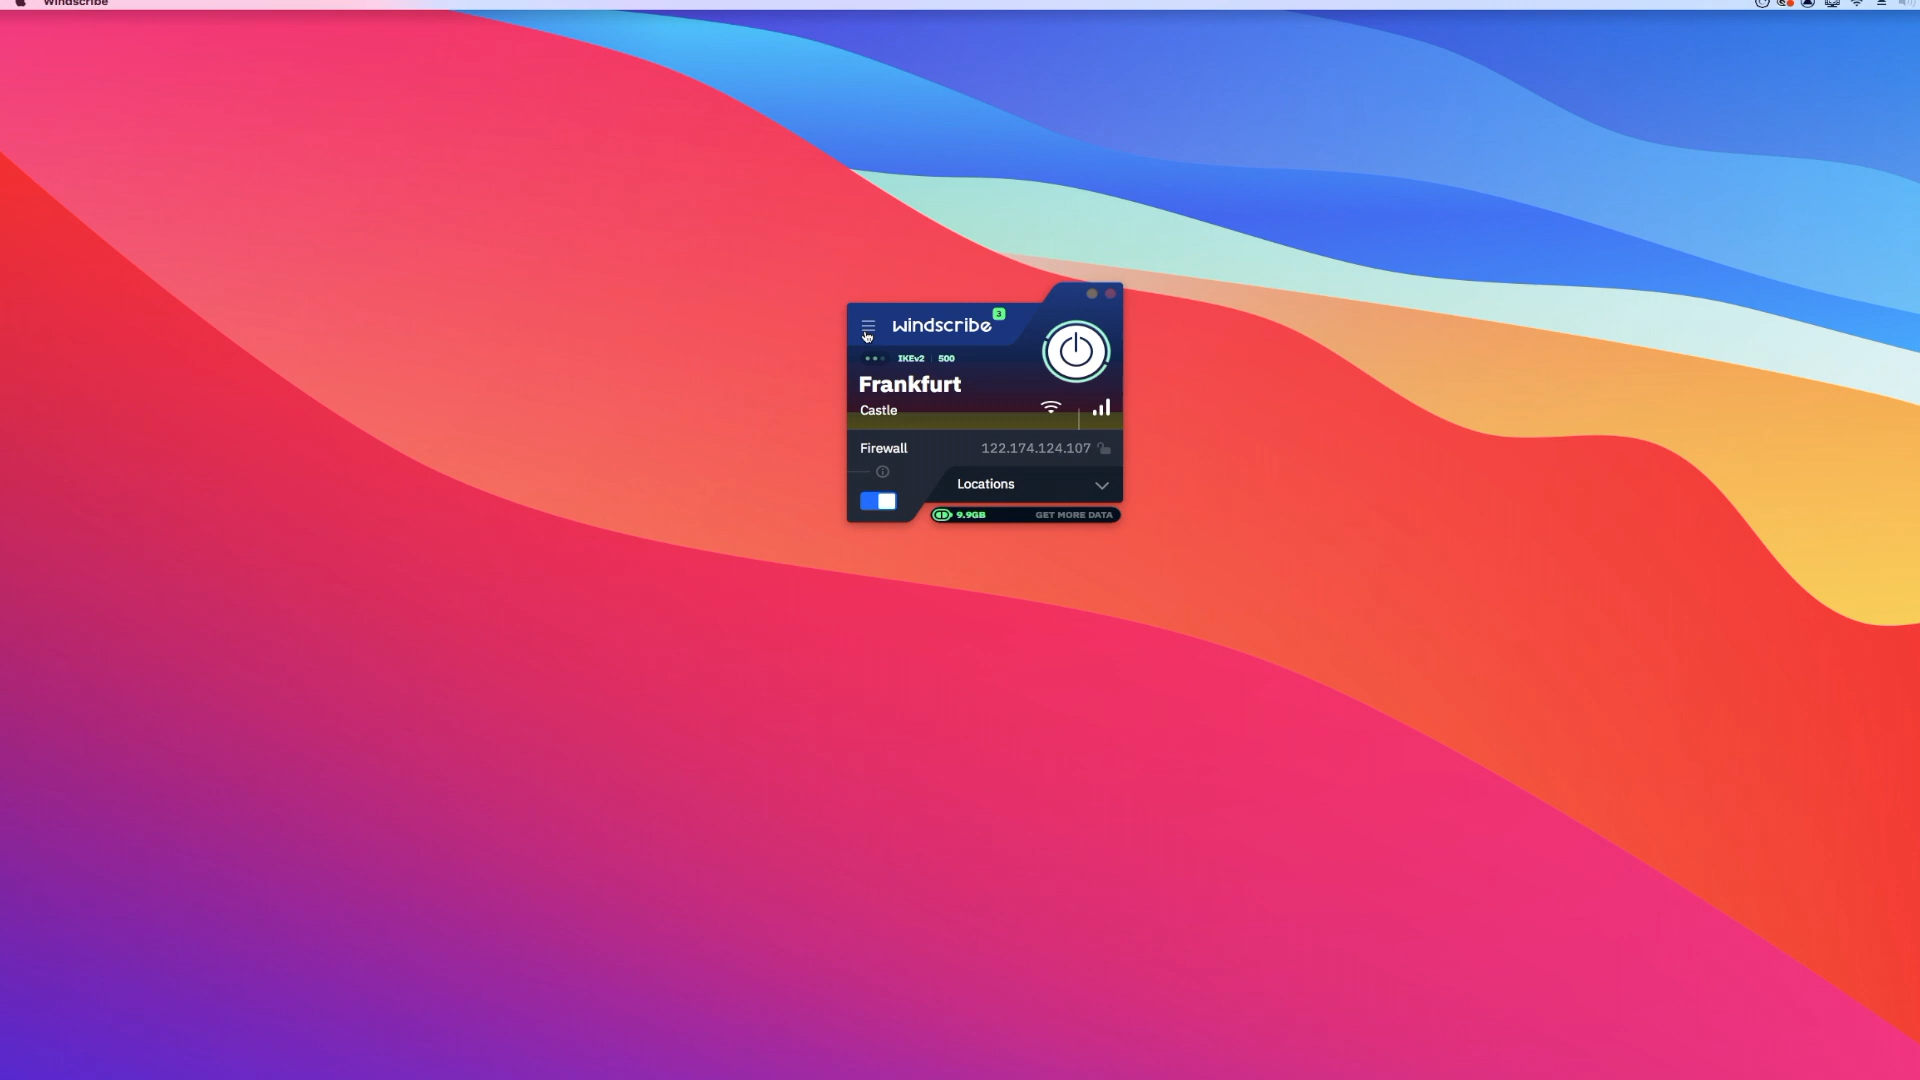 Windscribe
windscribe 3
IKEv2 500
Frankfurt
Castle
Firewall 122.174.124.107
Locations
9.9GB GET MORE DATA